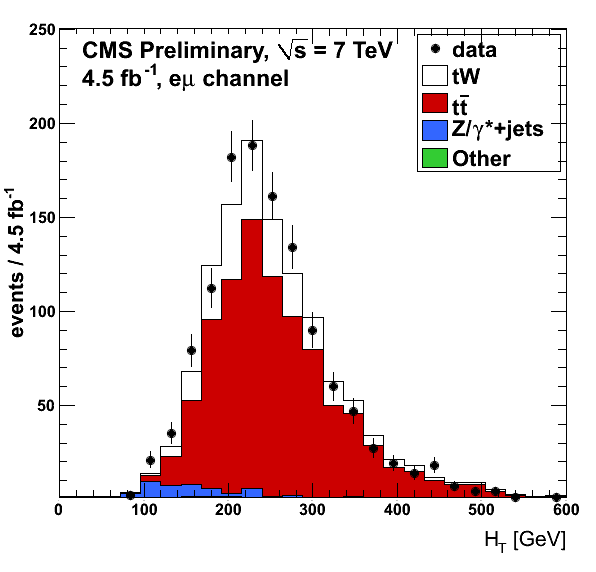 CMS Preliminary, √s = 7 TeV
4.5 fb⁻¹, eμ channel
data
tW
tt̄
Z/γ*+jets
Other
events / 4.5 fb⁻¹
250
200
150
100
50
0 100 200 300 400 500 600
H_T [GeV]